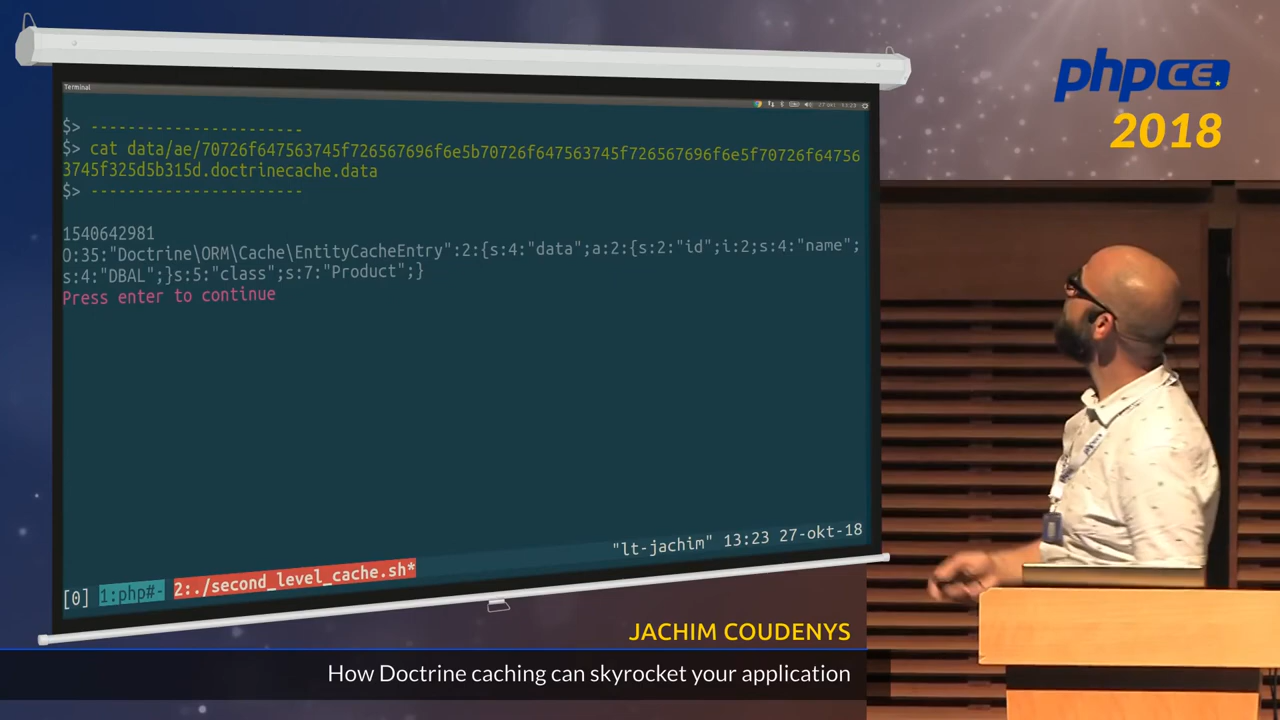 phpCE
2018
Terminal
$> -----------------------
$> cat data/ae/70726f647563745f726567696f6e5b70726f647563745f726567696f6e5f70726f64756
3745f325d5b315d.doctrinecache.data
$> -----------------------
1540642981
O:35:"Doctrine\ORM\Cache\EntityCacheEntry":2:{s:4:"data";a:2:{s:2:"id";i:2;s:4:"name";
s:4:"DBAL";}s:5:"class";s:7:"Product";}
Press enter to continue
[0] 1:php#- 2:./second_level_cache.sh* "lt-jachim" 13:23 27-okt-18
JACHIM COUDENYS
How Doctrine caching can skyrocket your application